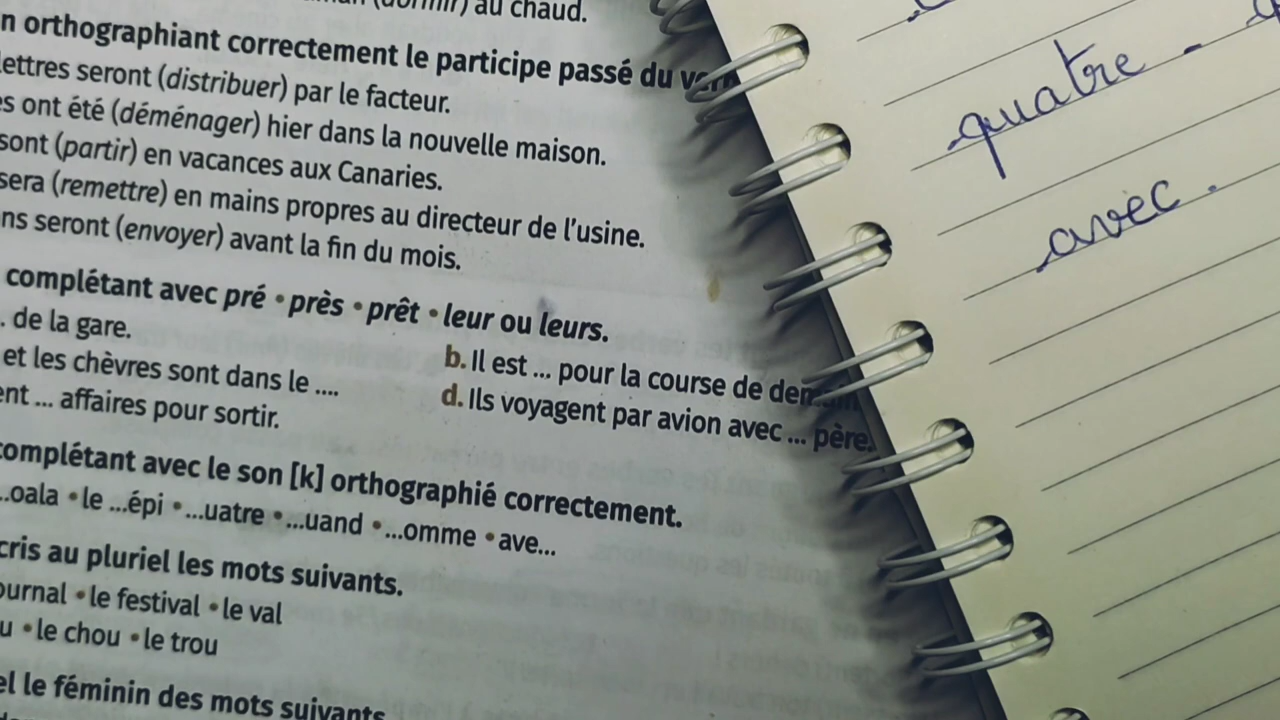 (dormir) au chaud.
n orthographiant correctement le participe passé du
lettres seront (distribuer) par le facteur.
es ont été (déménager) hier dans la nouvelle maison.
sont (partir) en vacances aux Canaries.
sera (remettre) en mains propres au directeur de l'usine.
ns seront (envoyer) avant la fin du mois.
complétant avec pré • près • prêt • leur ou leurs.
. de la gare.
b. Il est ... pour la course de demain
et les chèvres sont dans le ....
d. Ils voyagent par avion avec ... père.
ent ... affaires pour sortir.
omplétant avec le son [k] orthographié correctement.
...oala • le ...épi • ...uatre • ...uand • ...omme • ave...
cris au pluriel les mots suivants.
ournal • le festival • le val
u • le chou • le trou
el le féminin des mots suivants
quatre -
avec.